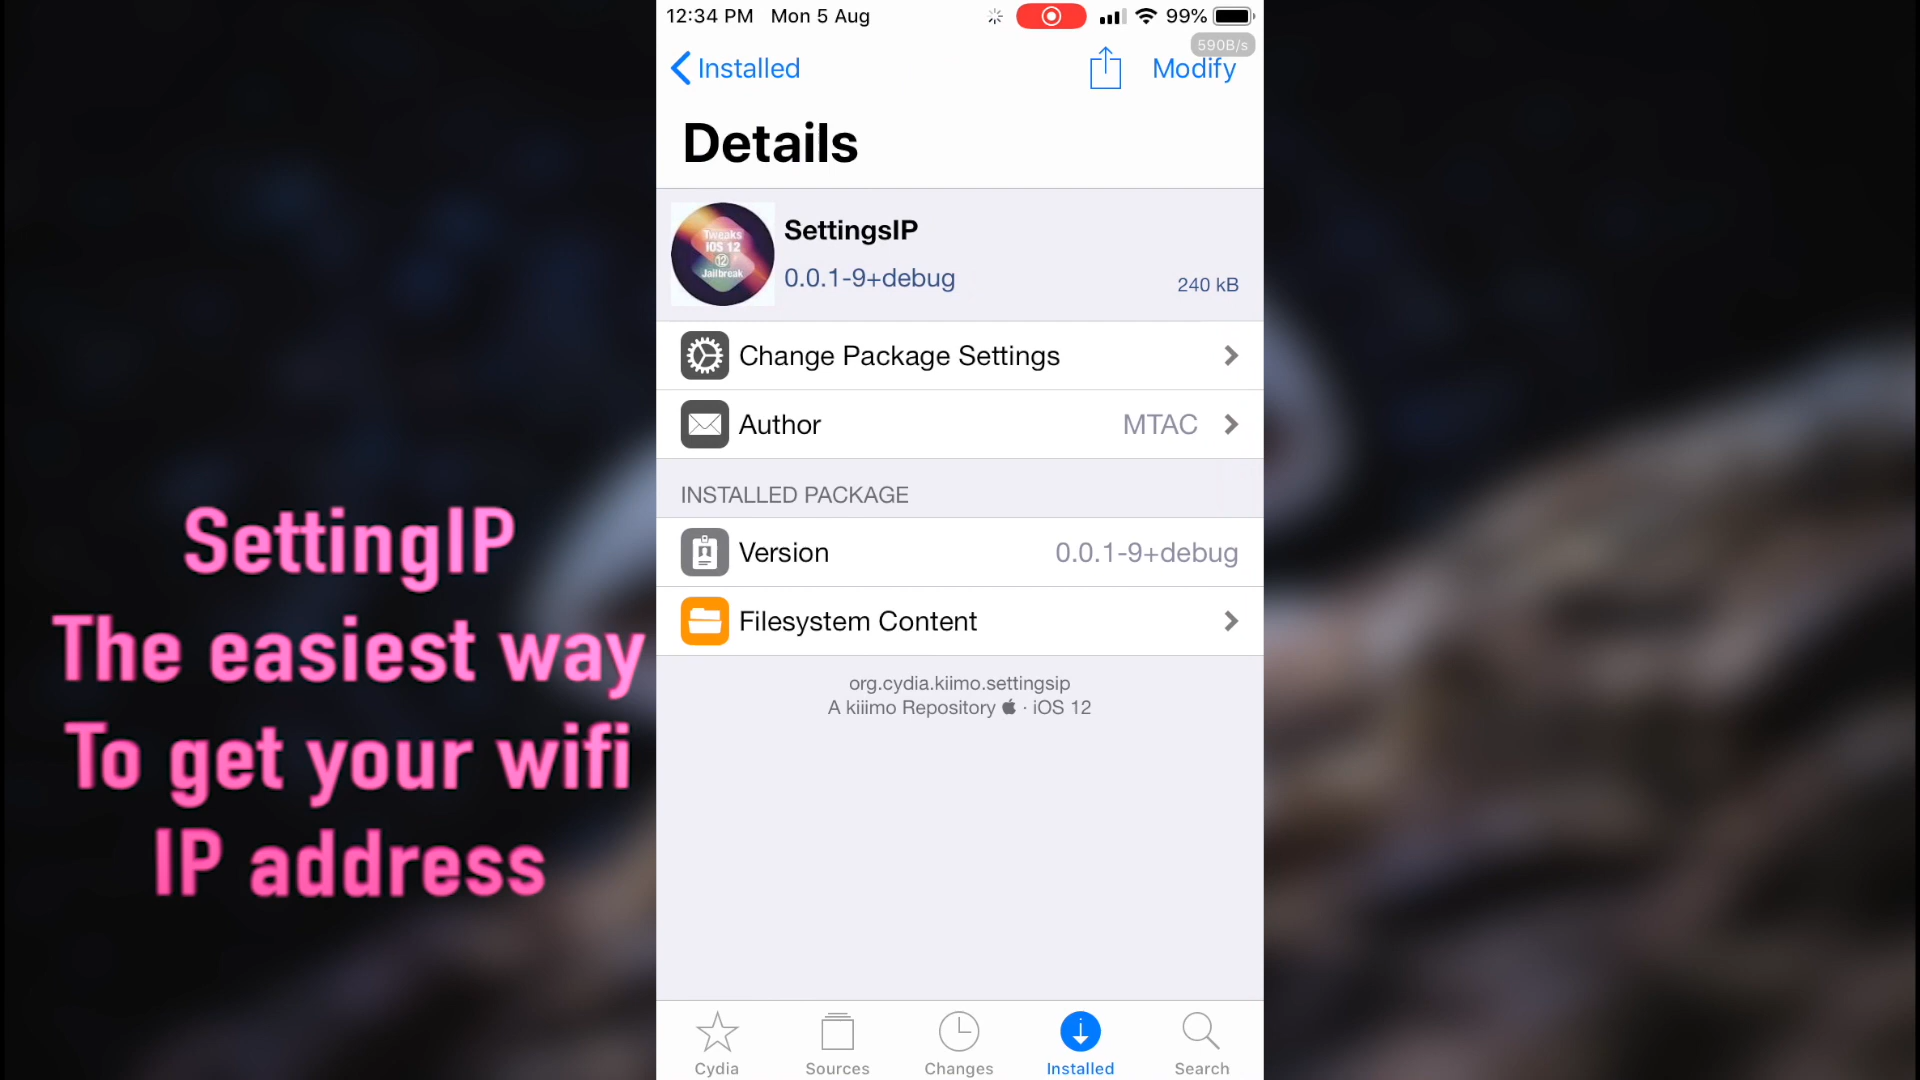 12:34 PM Mon 5 Aug 99%
590B/s
Installed Modify
Details
Tweaks
iOS 12
12
Jailbreak
SettingsIP
0.0.1-9+debug 240 kB
Change Package Settings
Author MTAC
INSTALLED PACKAGE
Version 0.0.1-9+debug
Filesystem Content
org.cydia.kiimo.settingsip
A kiiimo Repository  · iOS 12
Cydia Sources Changes Installed Search
SettingIP
The easiest way
To get your wifi
IP address